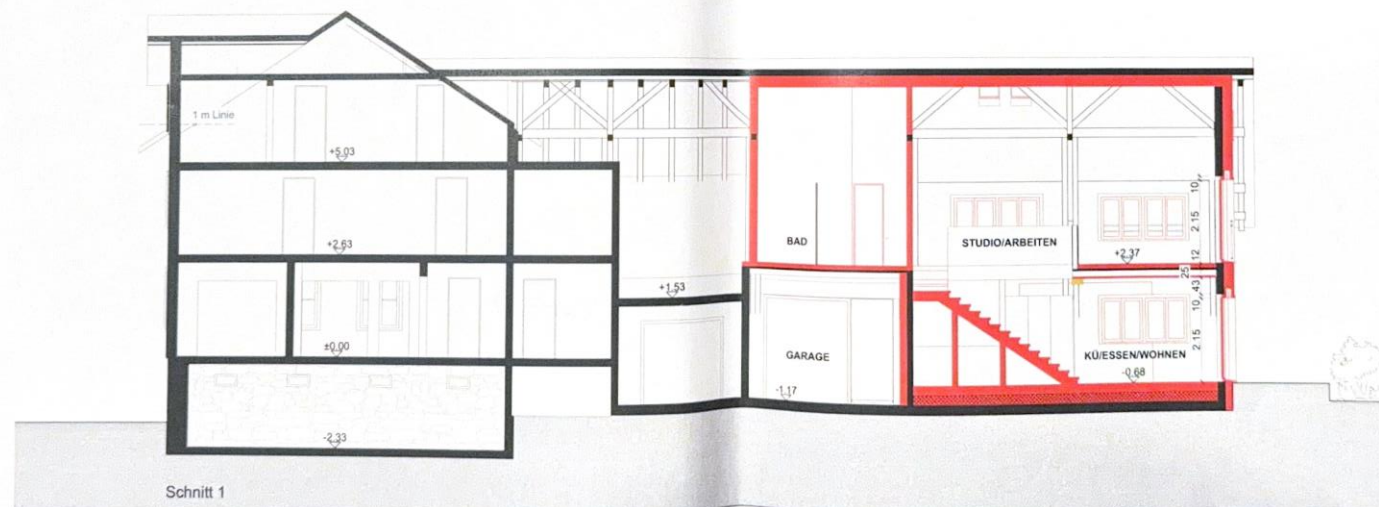 1 m Linie
+5.03
+2.63
±0.00
-2.33
+1.53
BAD
GARAGE
-1.17
STUDIO/ARBEITEN
+2.37
KÜ/ESSEN/WOHNEN
-0.68
10
2.15
12
25
43
10
2.15
Schnitt 1